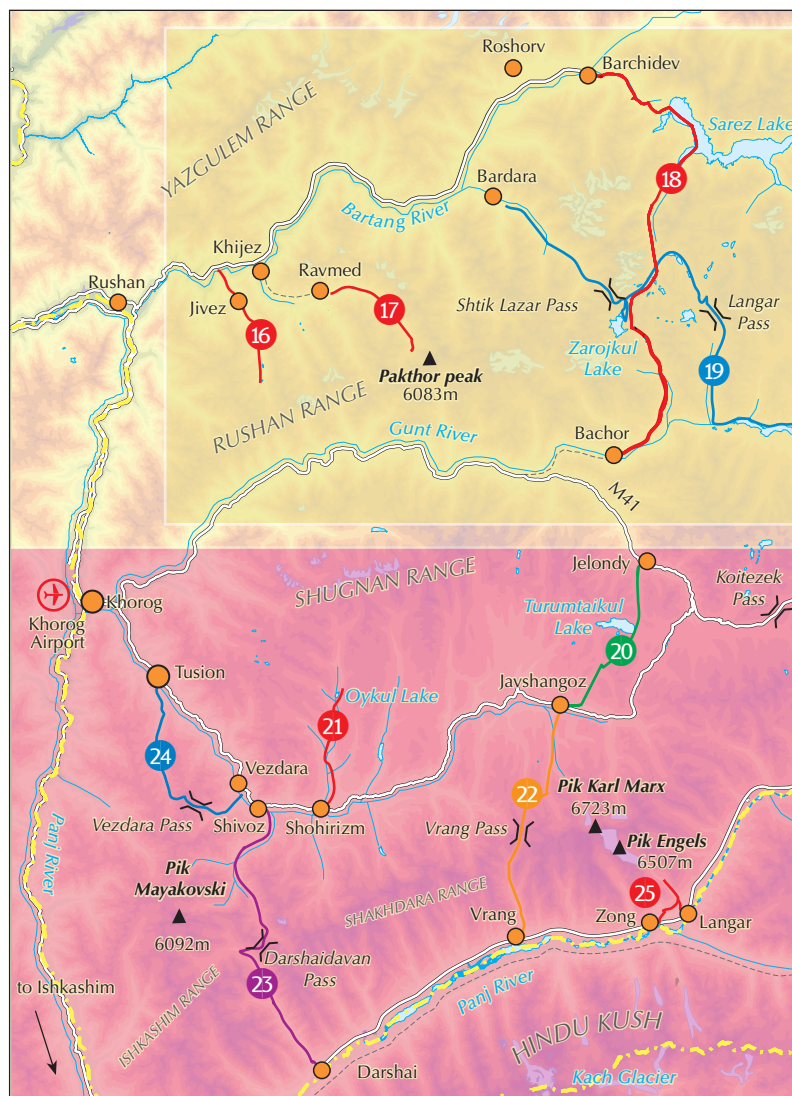 Roshorv
Barchidev
YAZGULEM RANGE
Sarez Lake
Bardara
18
Bartang River
Khijez
Rushan
Ravmed
Jivez
Shtik Lazar Pass
Langar
Pass
17
16
Zarojkul
Lake
Pakthor peak
6083m
19
RUSHAN RANGE
Gunt River
Bachor
M41
SHUGNAN RANGE
Jelondy
Koitezek
Pass
Khorog
Khorog
Airport
Turumtaikul
Lake
20
Tusion
Javshangoz
Oykul Lake
21
24
Vezdara
22
Pik Karl Marx
6723m
Vezdara Pass
Shivoz
Shohirizm
Vrang Pass
Pik Engels
6507m
Panj River
Pik
Mayakovski
6092m
SHAKHDARA RANGE
25
Vrang
Zong
Langar
Darshaidavan
Pass
to Ishkashim
23
ISHKASHIM RANGE
Panj River
HINDU KUSH
Darshai
Kach Glacier